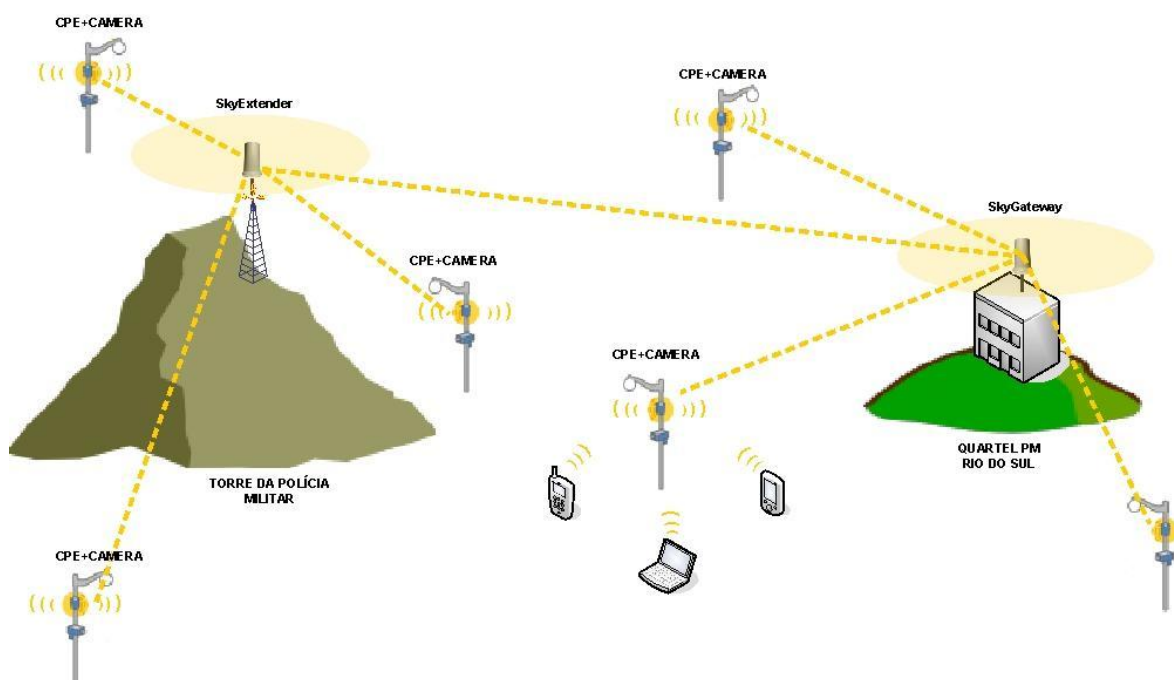 CPE+CAMERA
CPE+CAMERA
SkyExtender
SkyGateway
CPE+CAMERA
CPE+CAMERA
QUARTEL PM
RIO DO SUL
TORRE DA POLÍCIA
MILITAR
CPE+CAMERA